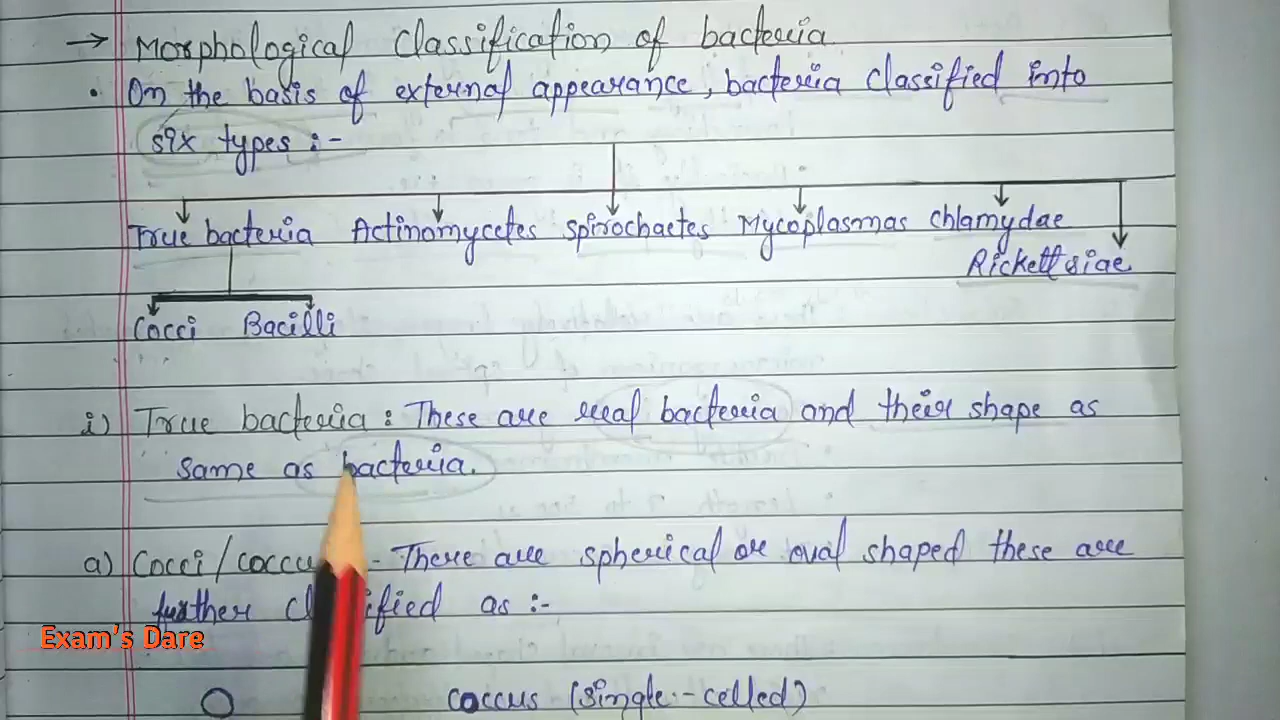 → Morphological Classification of bacteria
• On the basis of external appearance, bacteria classified into
six types :-
True bacteria Actinomycetes Spirochaetes Mycoplasmas Chlamydae
Rickettsiae
Cocci Bacilli
i) True bacteria : These are real bacteria and their shape as
same as bacteria.
a) Cocci/coccu - There are spherical or oval shaped these are
further as :-
Exam's Dare
coccus (Single-celled)